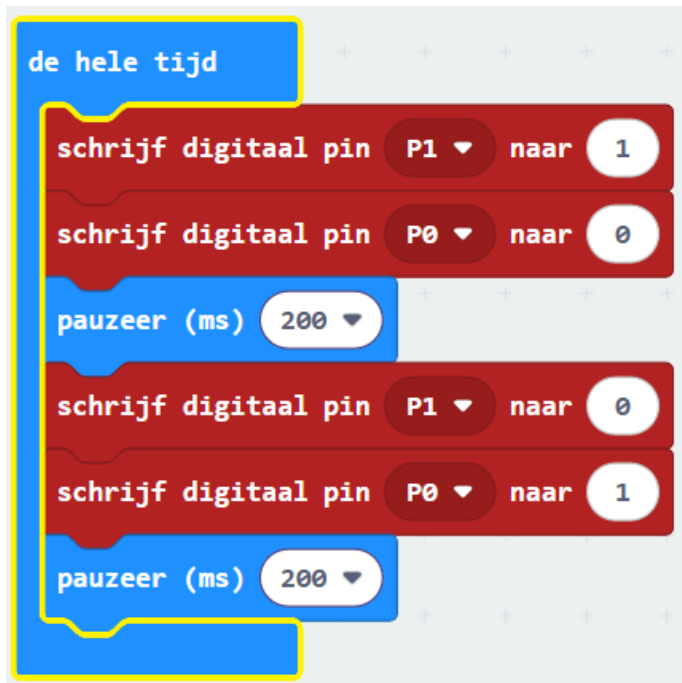 de hele tijd
schrijf digitaal pin P1 naar 1
schrijf digitaal pin P0 naar 0
pauzeer (ms) 200
schrijf digitaal pin P1 naar 0
schrijf digitaal pin P0 naar 1
pauzeer (ms) 200